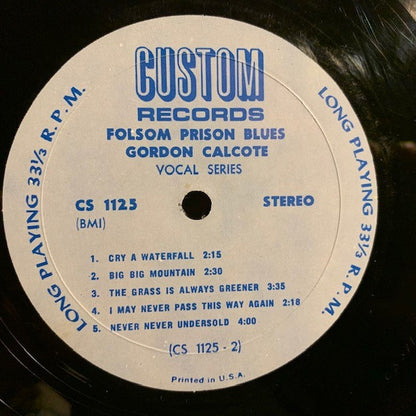 CUSTOM
RECORDS
FOLSOM PRISON BLUES
GORDON CALCOTE
VOCAL SERIES
CS 1125 STEREO
(BMI)
1. CRY A WATERFALL 2:15
2. BIG BIG MOUNTAIN 2:30
3. THE GRASS IS ALWAYS GREENER 3:35
4. I MAY NEVER PASS THIS WAY AGAIN 2:18
5. NEVER NEVER UNDERSOLD 4:00
(CS 1125 - 2)
Printed in U.S.A.
LONG PLAYING 33⅓ R.P.M.
LONG PLAYING 33⅓ R.P.M.